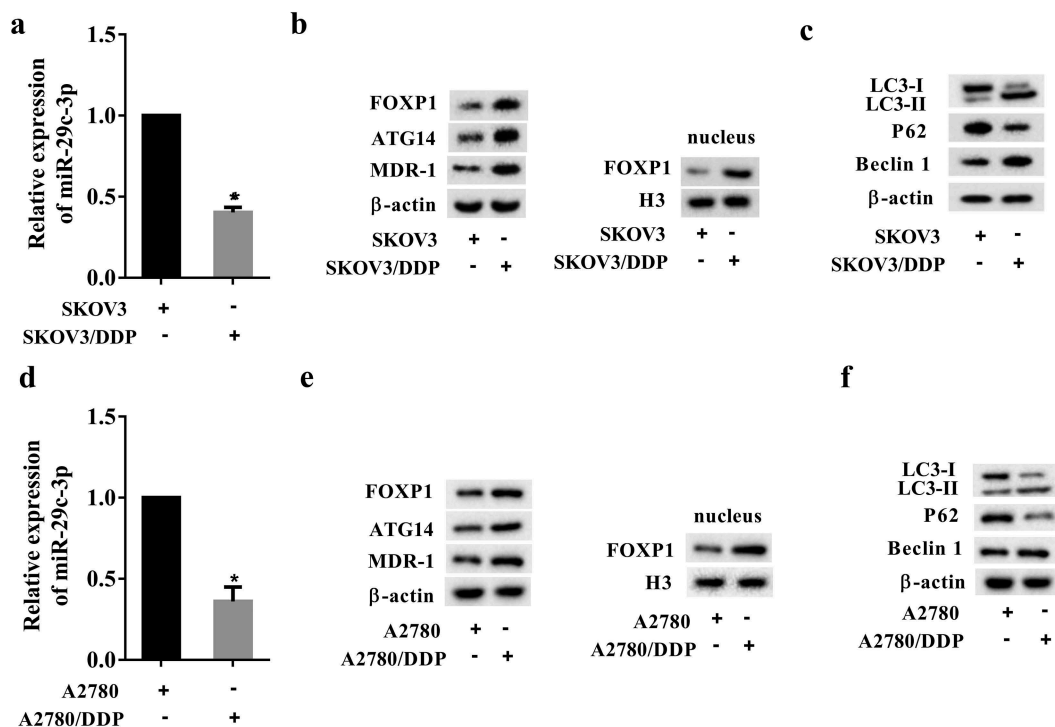 a
Relative expression
of miR-29c-3p
1.5
1.0
0.5
0.0
*
SKOV3 + -
SKOV3/DDP - +
b
FOXP1
ATG14
MDR-1
β-actin
SKOV3 + -
SKOV3/DDP - +
nucleus
FOXP1
H3
SKOV3 + -
SKOV3/DDP - +
c
LC3-I
LC3-II
P62
Beclin 1
β-actin
SKOV3 + -
SKOV3/DDP - +
d
Relative expression
of miR-29c-3p
1.5
1.0
0.5
0.0
*
A2780 + -
A2780/DDP - +
e
FOXP1
ATG14
MDR-1
β-actin
A2780 + -
A2780/DDP - +
nucleus
FOXP1
H3
A2780 + -
A2780/DDP - +
f
LC3-I
LC3-II
P62
Beclin 1
β-actin
A2780 + -
A2780/DDP - +